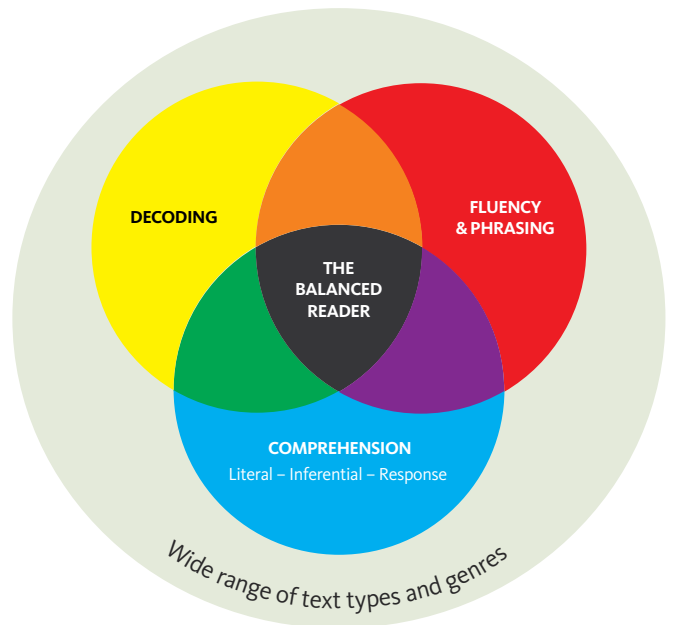 DECODING
FLUENCY
& PHRASING
THE
BALANCED
READER
COMPREHENSION
Literal – Inferential – Response
Wide range of text types and genres